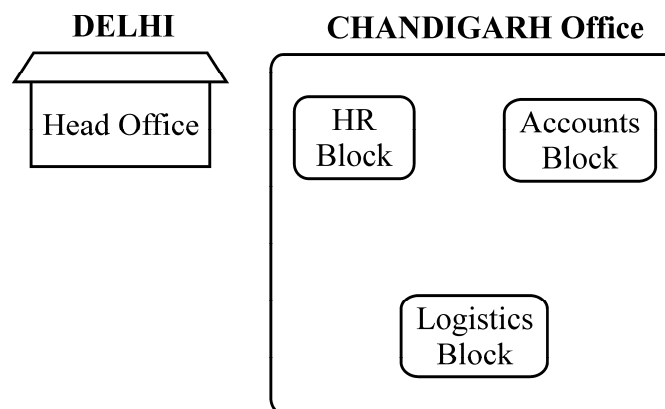 DELHI
CHANDIGARH Office
Head Office
HR
Block
Accounts
Block
Logistics
Block